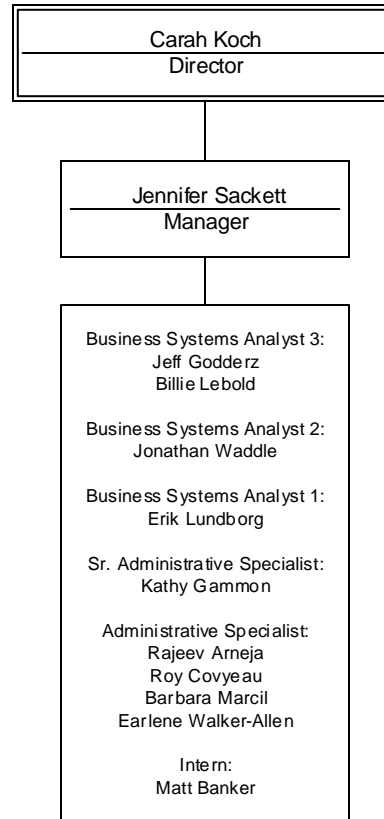 Carah Koch
Director
Jennifer Sackett
Manager
Business Systems Analyst 3:
Jeff Godderz
Billie Lebold
Business Systems Analyst 2:
Jonathan Waddle
Business Systems Analyst 1:
Erik Lundborg
Sr. Administrative Specialist:
Kathy Gammon
Administrative Specialist:
Rajeev Arneja
Roy Covyeau
Barbara Marcil
Earlene Walker-Allen
Intern:
Matt Banker